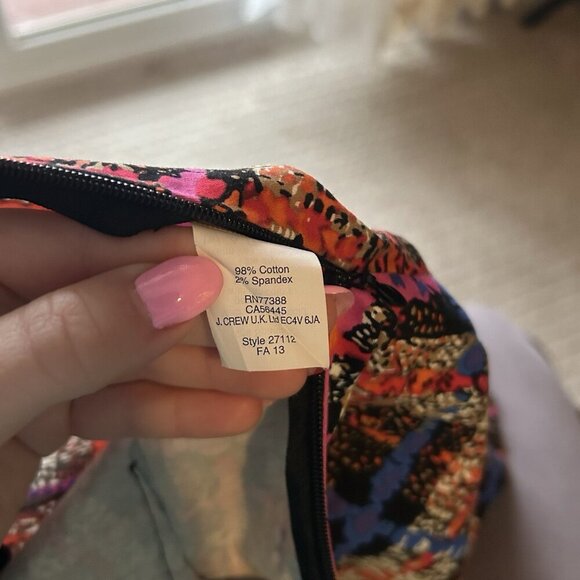 98% Cotton
2% Spandex
RN77388
CA56445
J. CREW U.K. Ltd EC4V 6JA
Style 27112
FA 13